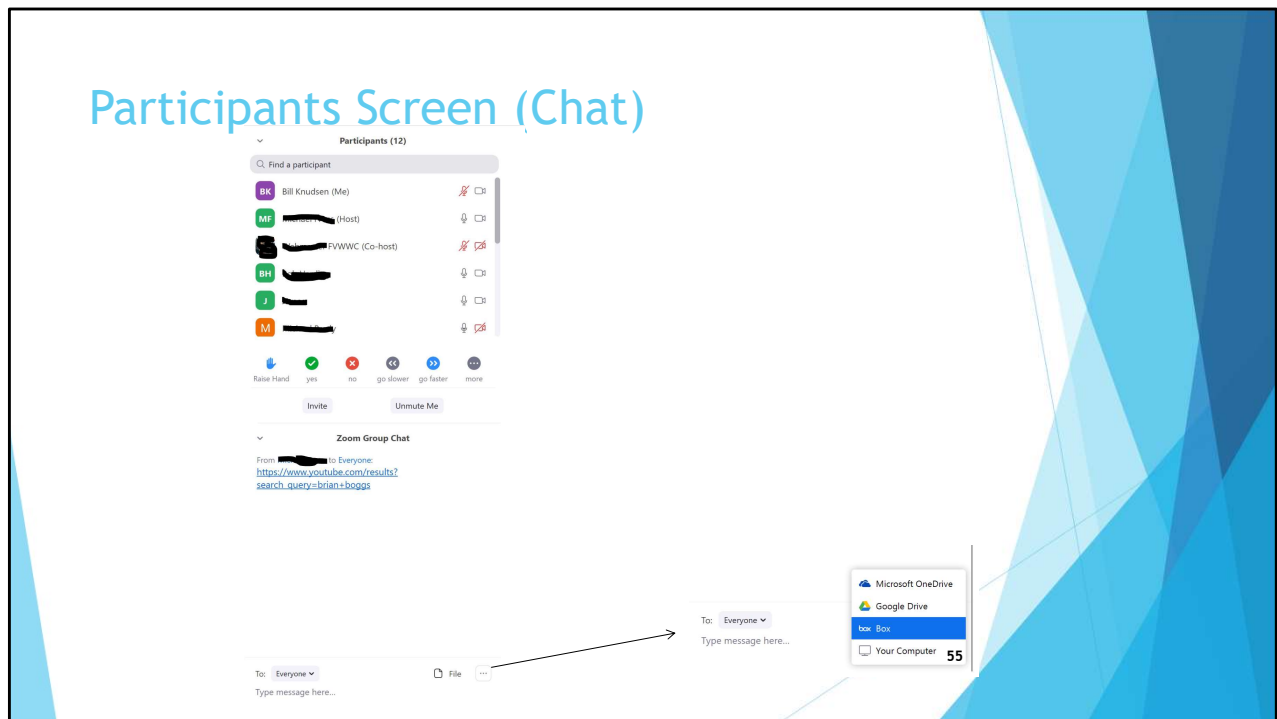 Participants Screen (Chat)
Participants (12)
Find a participant
BK Bill Knudsen (Me)
MF (Host)
FVWWC (Co-host)
BH
J
M
Raise Hand yes no go slower go faster more
Invite Unmute Me
Zoom Group Chat
From to Everyone:
https://www.youtube.com/results?
search_query=brian+boggs
To: Everyone File ...
Type message here...
To: Everyone
Type message here...
Microsoft OneDrive
Google Drive
box Box
Your Computer
55